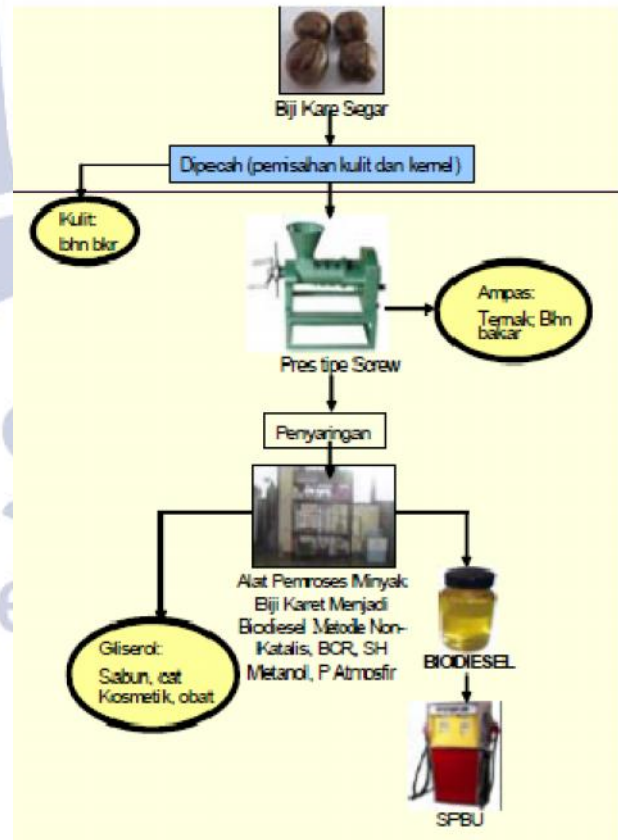 Biji Kare Segar
Dipecah (pemisahan kulit dan kernel)
Kulit:
bhn bkr
Ampas:
Ternak; Bhn
bakar
Pres tipe Screw
Penyaringan
Alat Pemroses Minyak
Biji Karet Menjadi
Biodiesel Metode Non-
Katalis, BCR, SH
Metanol, P Atmosfir
Gliserol:
Sabun, cat
Kosmetik, obat
BIODIESEL
SPBU